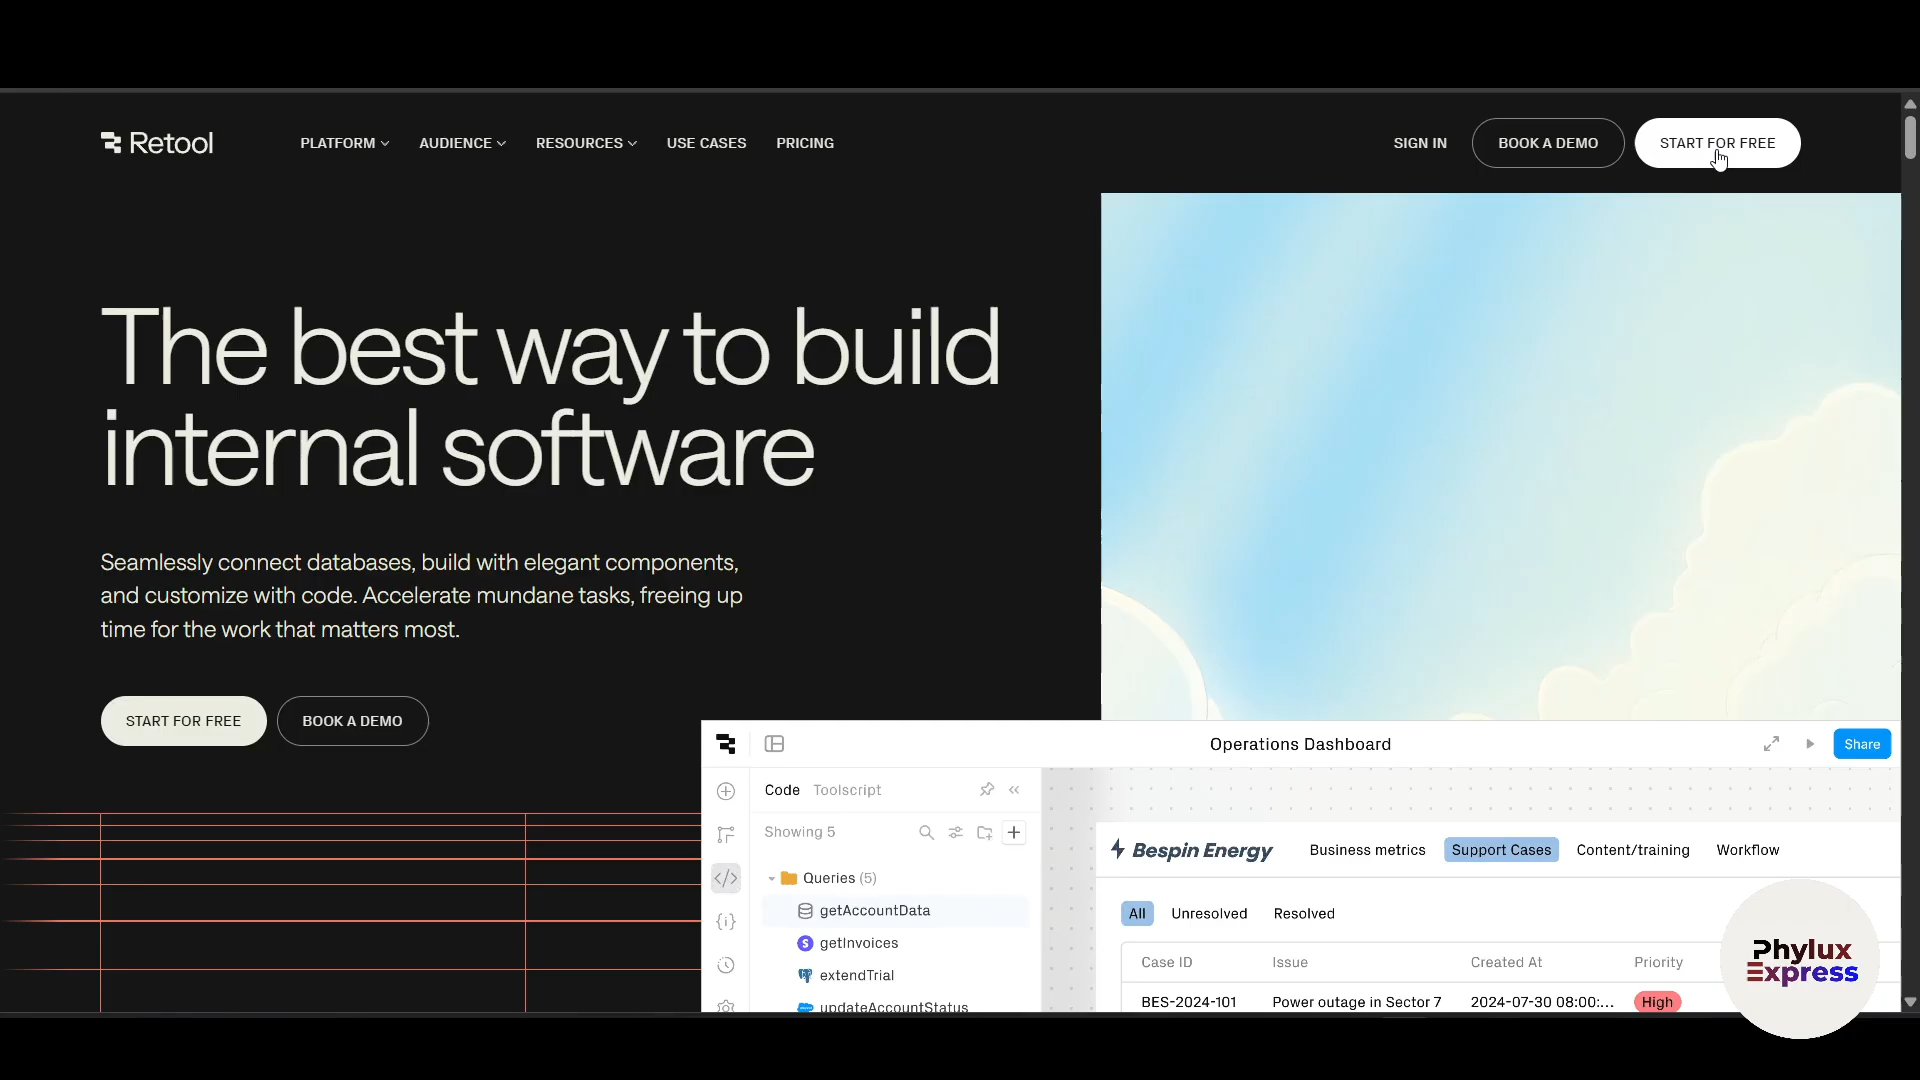 Retool
PLATFORM
AUDIENCE
RESOURCES
USE CASES
PRICING
SIGN IN
BOOK A DEMO
START FOR FREE
The best way to build
internal software
Seamlessly connect databases, build with elegant components,
and customize with code. Accelerate mundane tasks, freeing up
time for the work that matters most.
START FOR FREE
BOOK A DEMO
Operations Dashboard
Share
Code
Toolscript
Showing 5
Queries (5)
getAccountData
getInvoices
extendTrial
updateAccountStatus
Bespin Energy
Business metrics
Support Cases
Content/training
Workflow
All
Unresolved
Resolved
Case ID
Issue
Created At
Priority
BES-2024-101
Power outage in Sector 7
2024-07-30 08:00:...
High
Phylux
Express